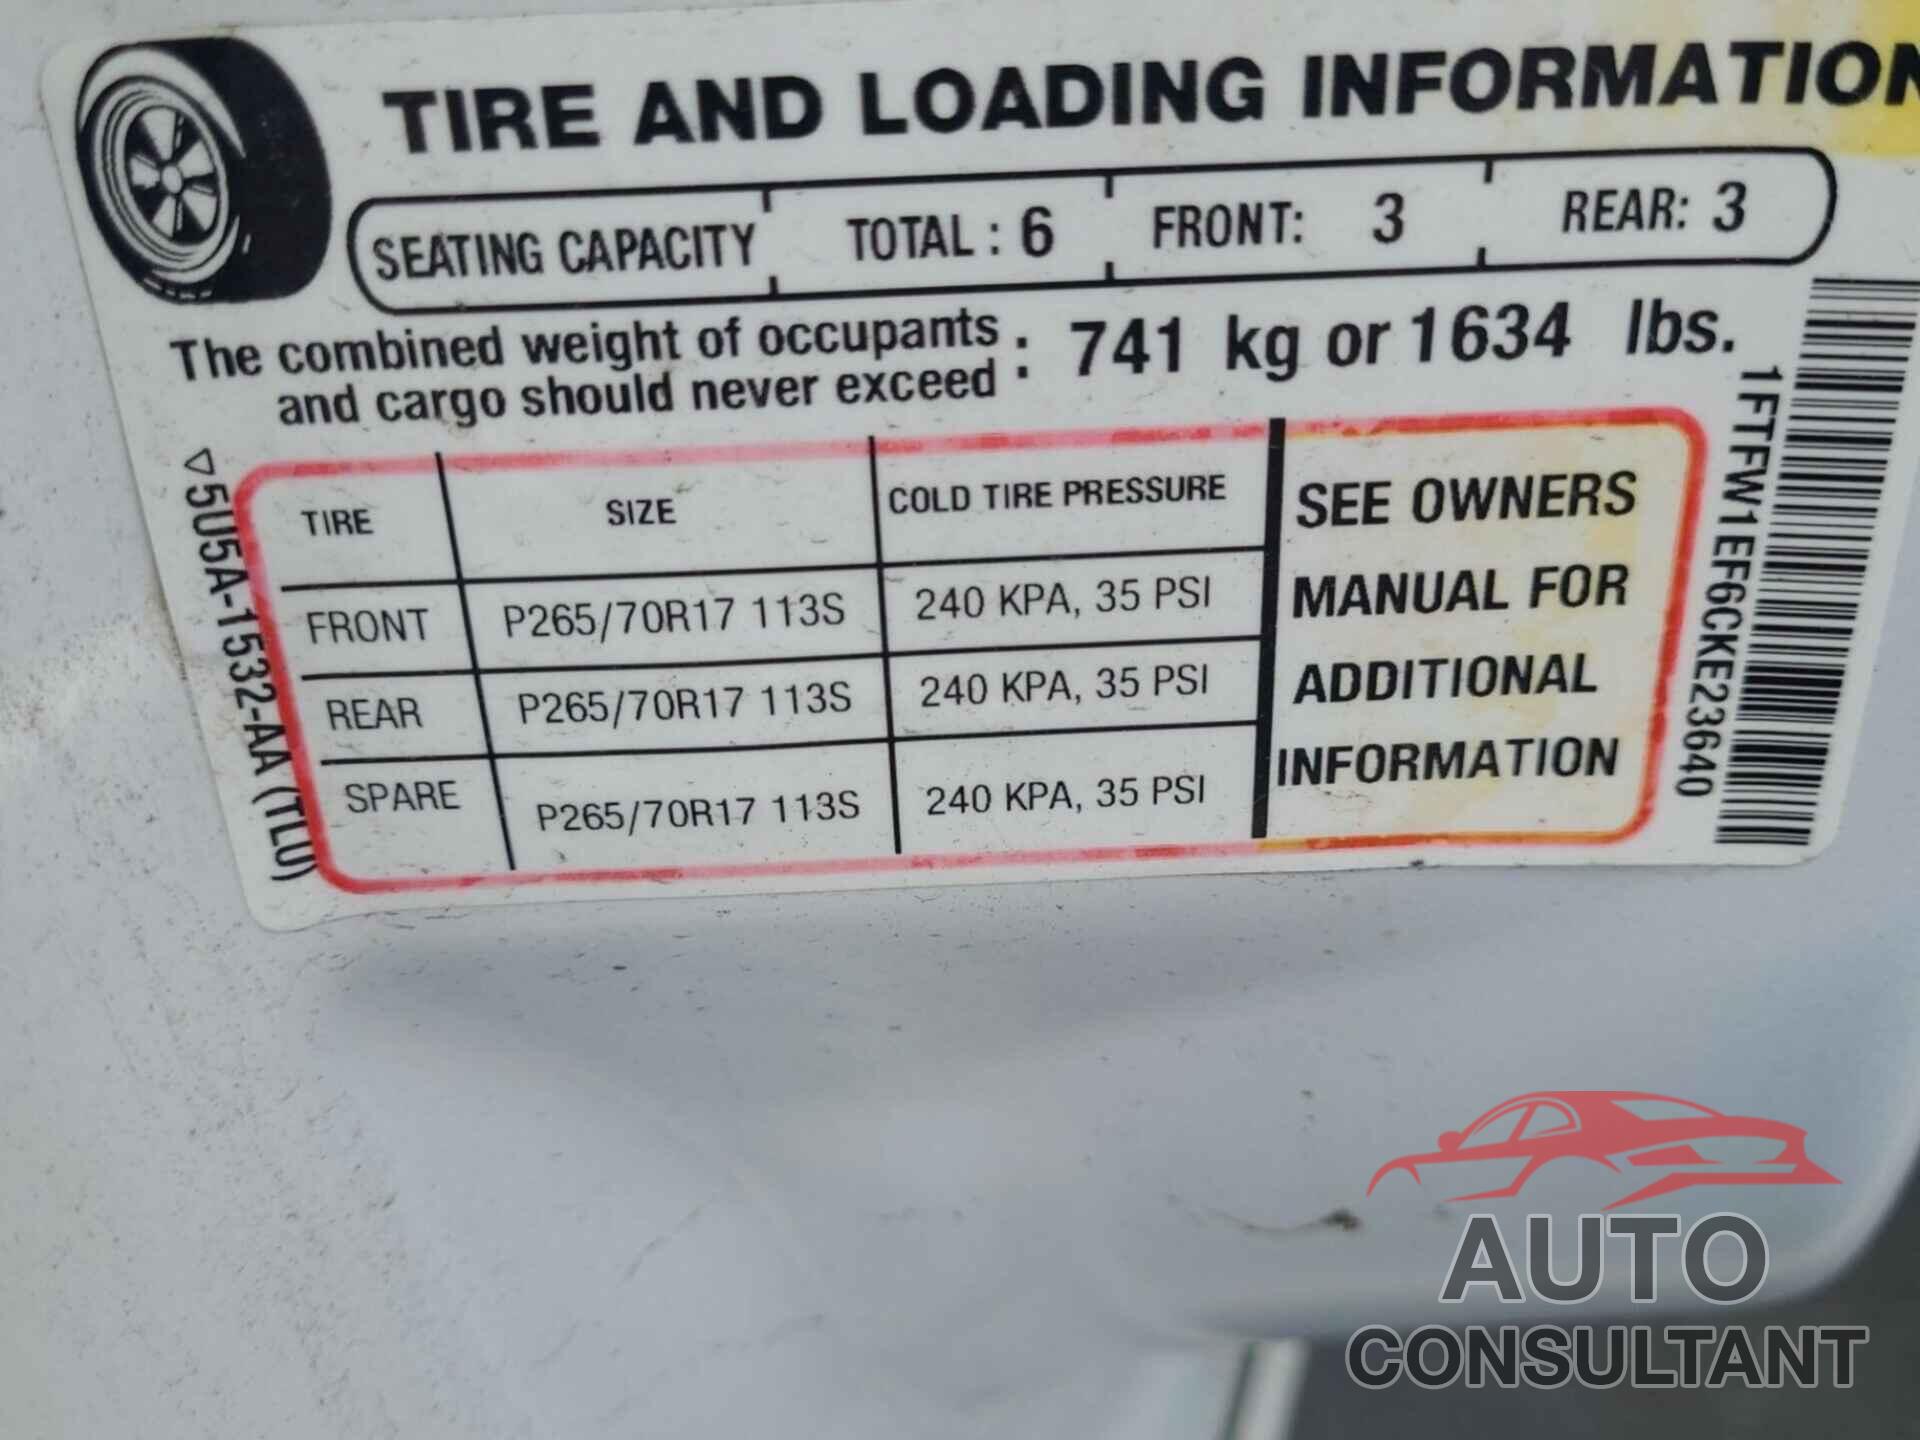 TIRE AND LOADING INFORMATION
SEATING CAPACITY TOTAL : 6 FRONT: 3 REAR: 3
The combined weight of occupants
and cargo should never exceed : 741 kg or 1634 lbs.
TIRE SIZE COLD TIRE PRESSURE
FRONT P265/70R17 113S 240 KPA, 35 PSI
REAR P265/70R17 113S 240 KPA, 35 PSI
SPARE P265/70R17 113S 240 KPA, 35 PSI
SEE OWNERS
MANUAL FOR
ADDITIONAL
INFORMATION
5U5A-1532-AA (TLU)
1FTFW1EF6CKE23640
AUTO
CONSULTANT